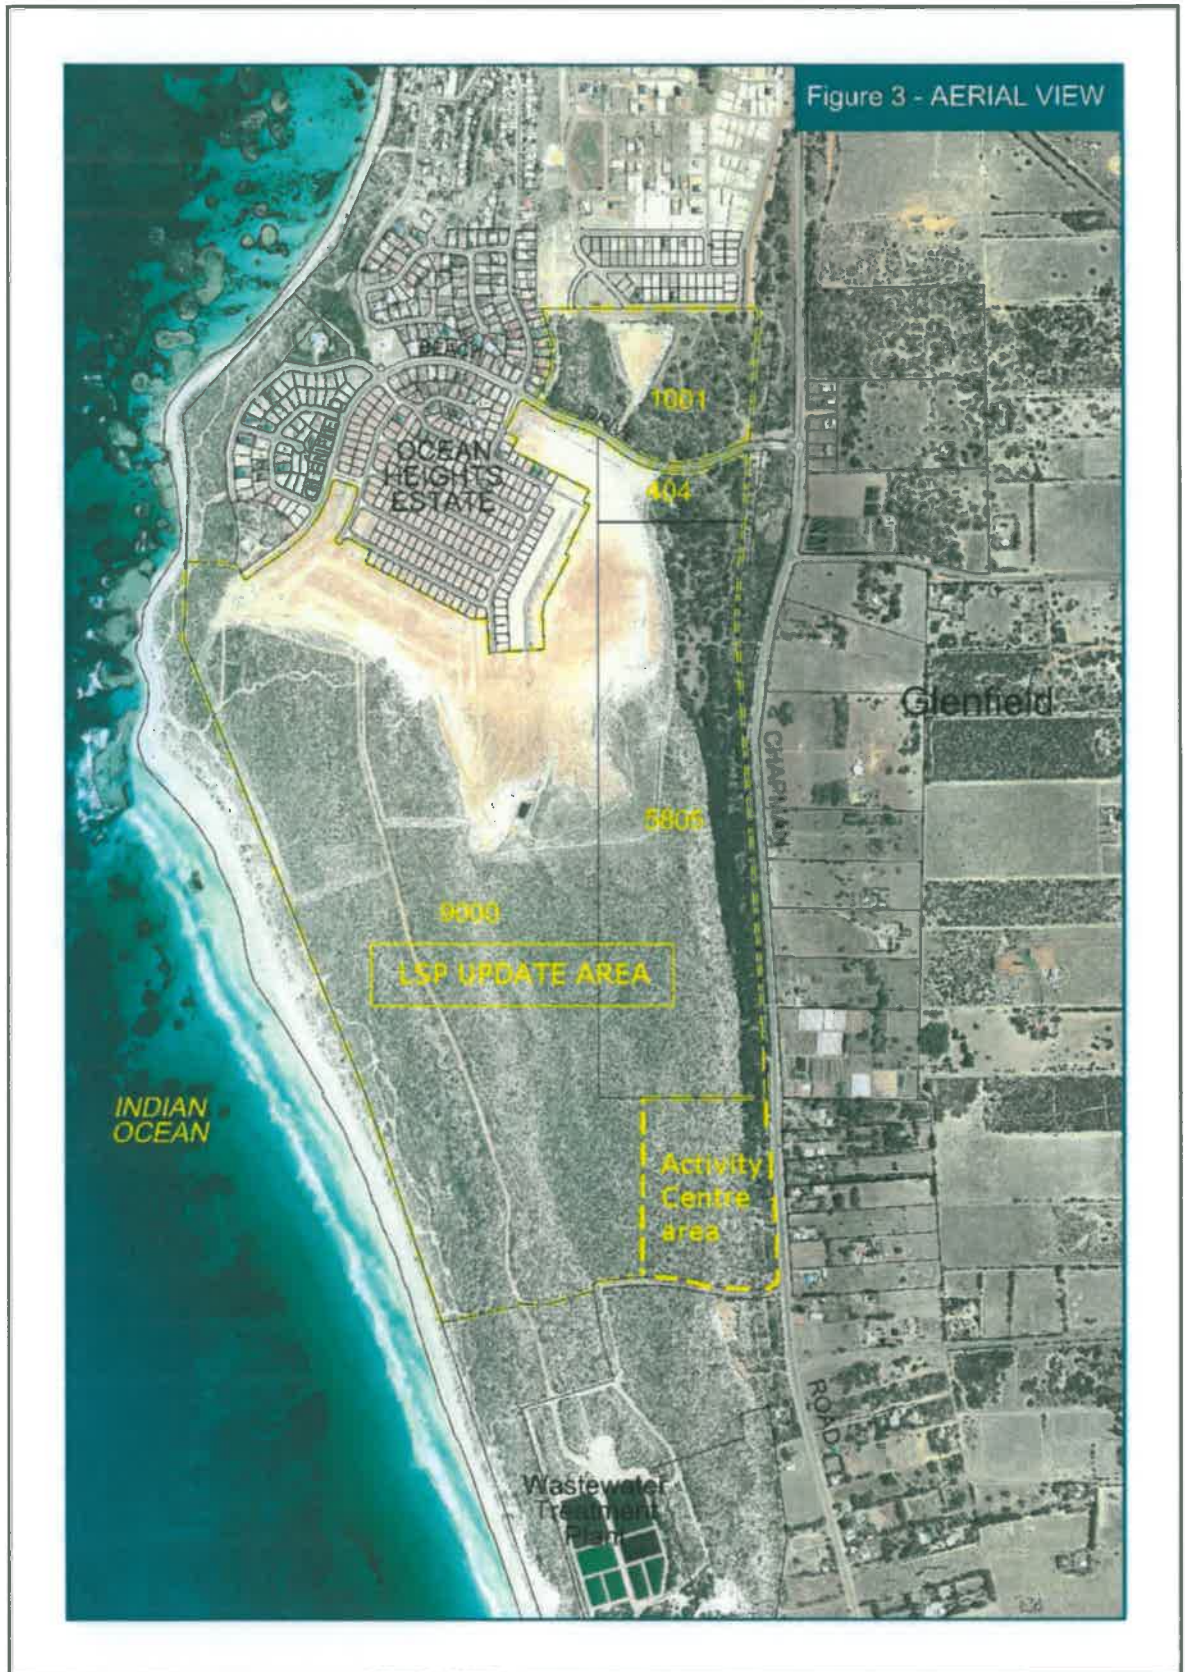 Figure 3 - AERIAL VIEW
BEACH
1001
OCEAN
HEIGHTS
ESTATE
404
Glenfield
CHAPMAN
5805
9000
LSP UPDATE AREA
INDIAN
OCEAN
Activity
Centre
area
ROAD
Wastewater
Treatment
Plant